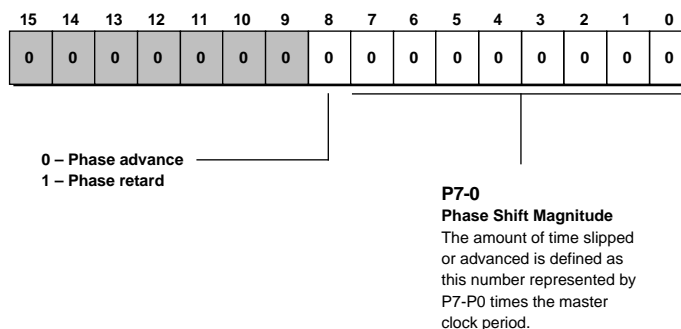 15 14 13 12 11 10 9 8 7 6 5 4 3 2 1 0
0 0 0 0 0 0 0 0 0 0 0 0 0 0 0 0
0 – Phase advance
1 – Phase retard
P7-0
Phase Shift Magnitude
The amount of time slipped
or advanced is defined as
this number represented by
P7-P0 times the master
clock period.